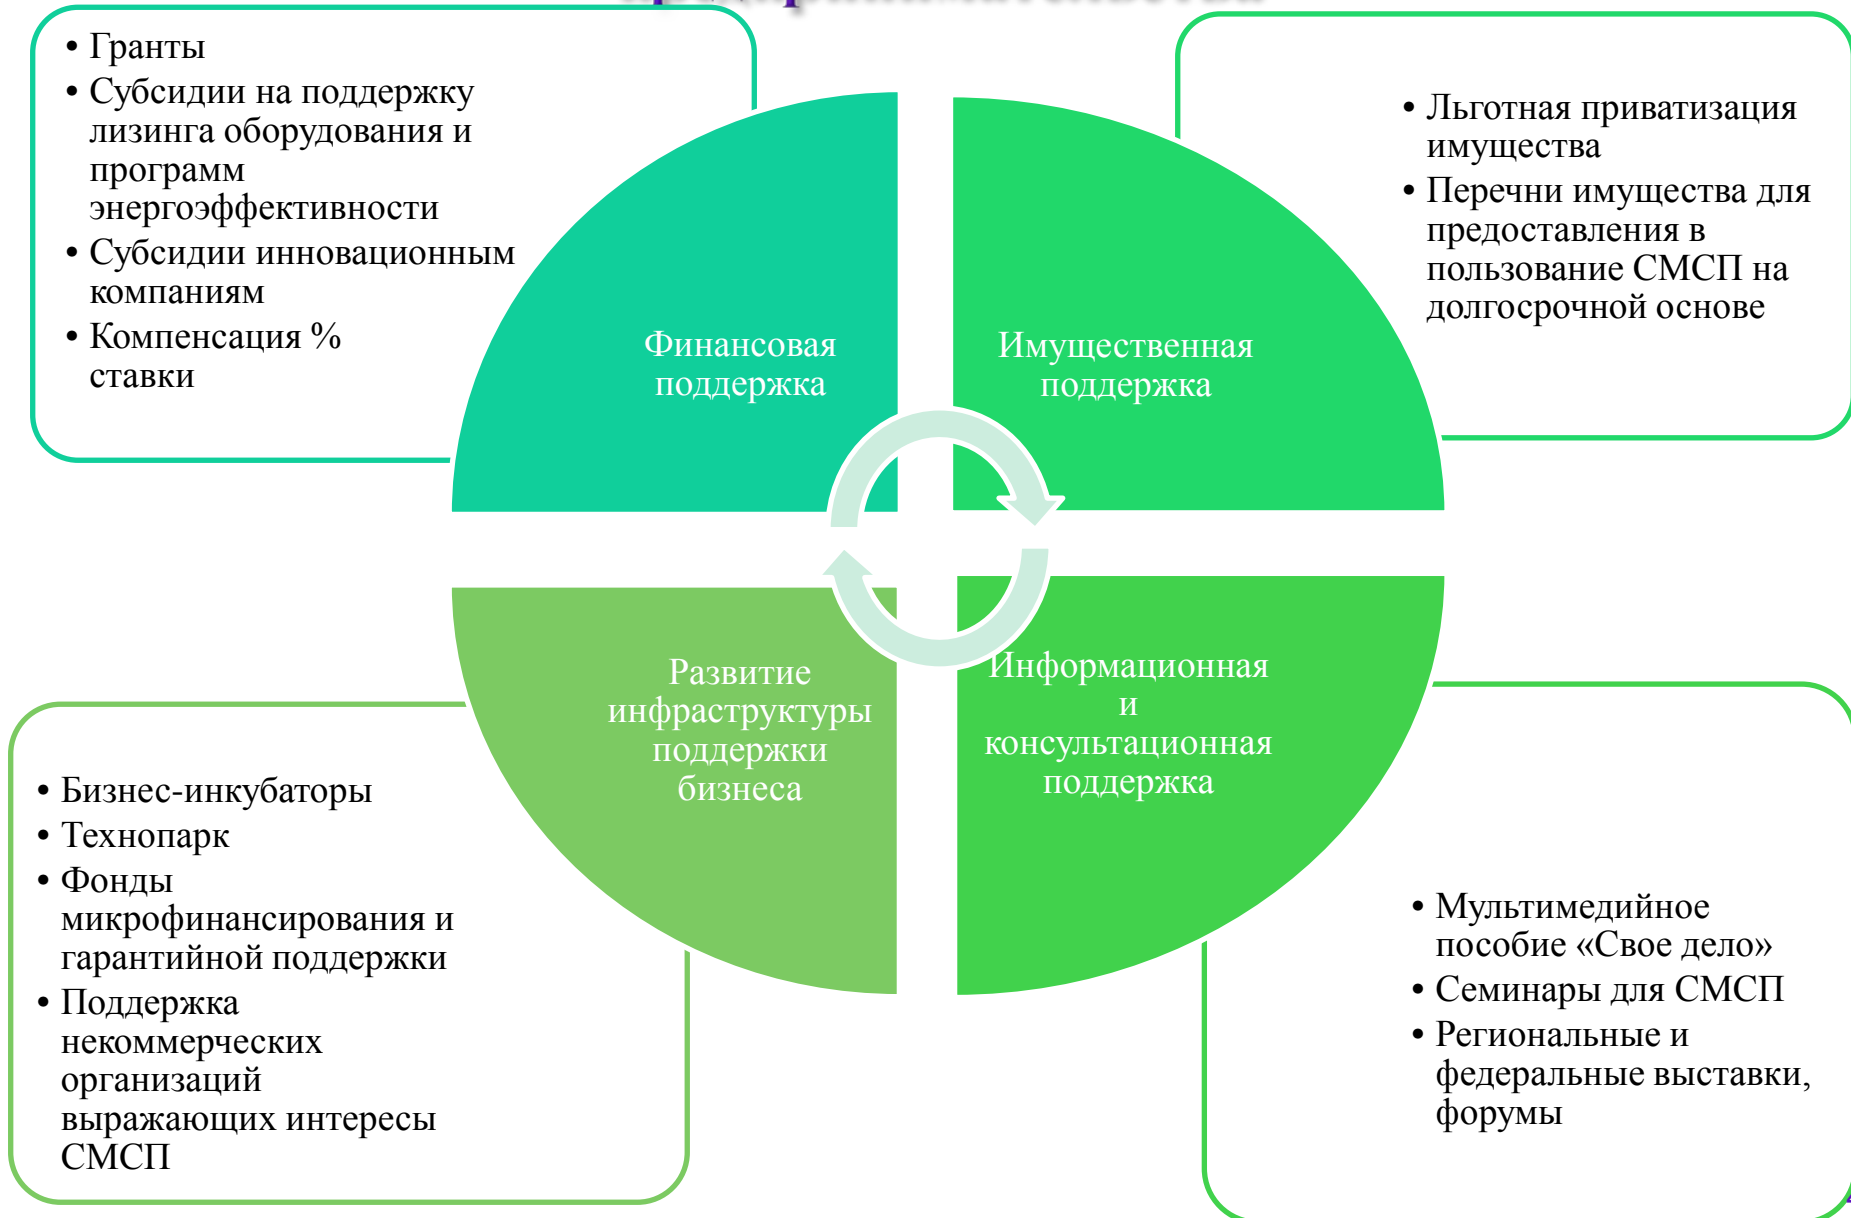 • Гранты
• Субсидии на поддержку
лизинга оборудования и
программ
энергоэффективности
• Субсидии инновационным
компаниям
• Компенсация %
ставки
• Льготная приватизация
имущества
• Перечни имущества для
предоставления в
пользование СМСП на
долгосрочной основе
Финансовая
поддержка
Имущественная
поддержка
Развитие
инфраструктуры
поддержки
бизнеса
Информационная
и
консультационная
поддержка
• Бизнес-инкубаторы
• Технопарк
• Фонды
микрофинансирования и
гарантийной поддержки
• Поддержка
некоммерческих
организаций
выражающих интересы
СМСП
• Мультимедийное
пособие «Свое дело»
• Семинары для СМСП
• Региональные и
федеральные выставки,
форумы